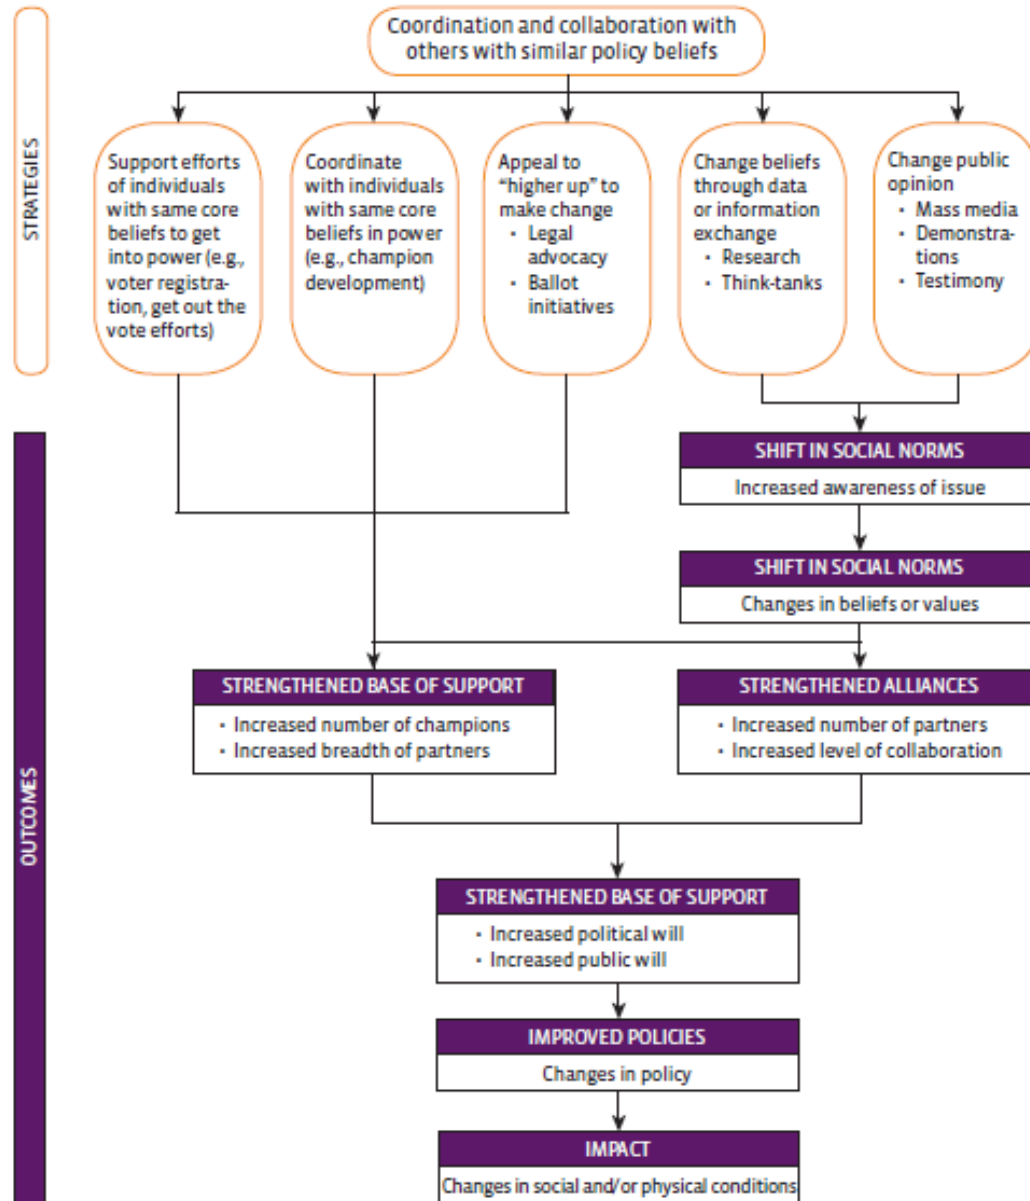 Coordination and collaboration with
others with similar policy beliefs
STRATEGIES
Support efforts
of individuals
with same core
beliefs to get
into power (e.g.,
voter registra-
tion, get out the
vote efforts)
Coordinate
with individuals
with same core
beliefs in power
(e.g., champion
development)
Appeal to
“higher up” to
make change
• Legal
advocacy
• Ballot
initiatives
Change beliefs
through data
or information
exchange
• Research
• Think-tanks
Change public
opinion
• Mass media
• Demonstra-
tions
• Testimony
OUTCOMES
SHIFT IN SOCIAL NORMS
Increased awareness of issue
SHIFT IN SOCIAL NORMS
Changes in beliefs or values
STRENGTHENED BASE OF SUPPORT
• Increased number of champions
• Increased breadth of partners
STRENGTHENED ALLIANCES
• Increased number of partners
• Increased level of collaboration
STRENGTHENED BASE OF SUPPORT
• Increased political will
• Increased public will
IMPROVED POLICIES
Changes in policy
IMPACT
Changes in social and/or physical conditions